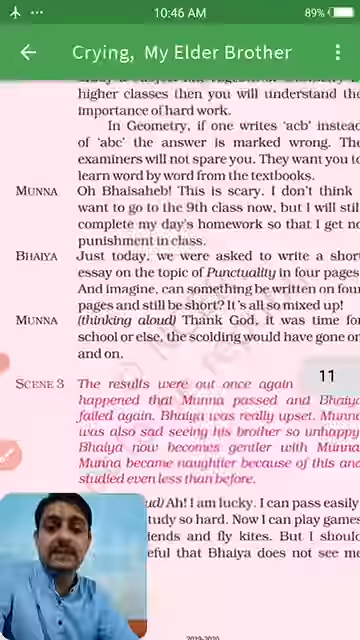 10:46 AM
89%
Crying, My Elder Brother
higher classes then you will understand the
importance of hard work.
In Geometry, if one writes 'acb' instead
of 'abc' the answer is marked wrong. The
examiners will not spare you. They want you to
learn word by word from the textbooks.
MUNNA Oh Bhaisaheb! This is scary. I don't think
want to go to the 9th class now, but I will still
complete my day's homework so that I get no
punishment in class.
BHAIYA Just today, we were asked to write a short
essay on the topic of Punctuality in four pages
And imagine, can something be written on four
pages and still be short? It's all so mixed up!
MUNNA (thinking aloud) Thank God, it was time for
school or else, the scolding would have gone on
and on.
11
SCENE 3 The results were out once again
happened that Munna passed and Bhaiya
failed again. Bhaiya was really upset. Munna
was also sad seeing his brother so unhappy
Bhaiya now becomes gentler with Munna
Munna became naughtier because of this and
studied even less than before.
Ah! I am lucky. I can pass easily
tudy so hard. Now I can play games
iends and fly kites. But I should
eful that Bhaiya does not see me
2019-2020